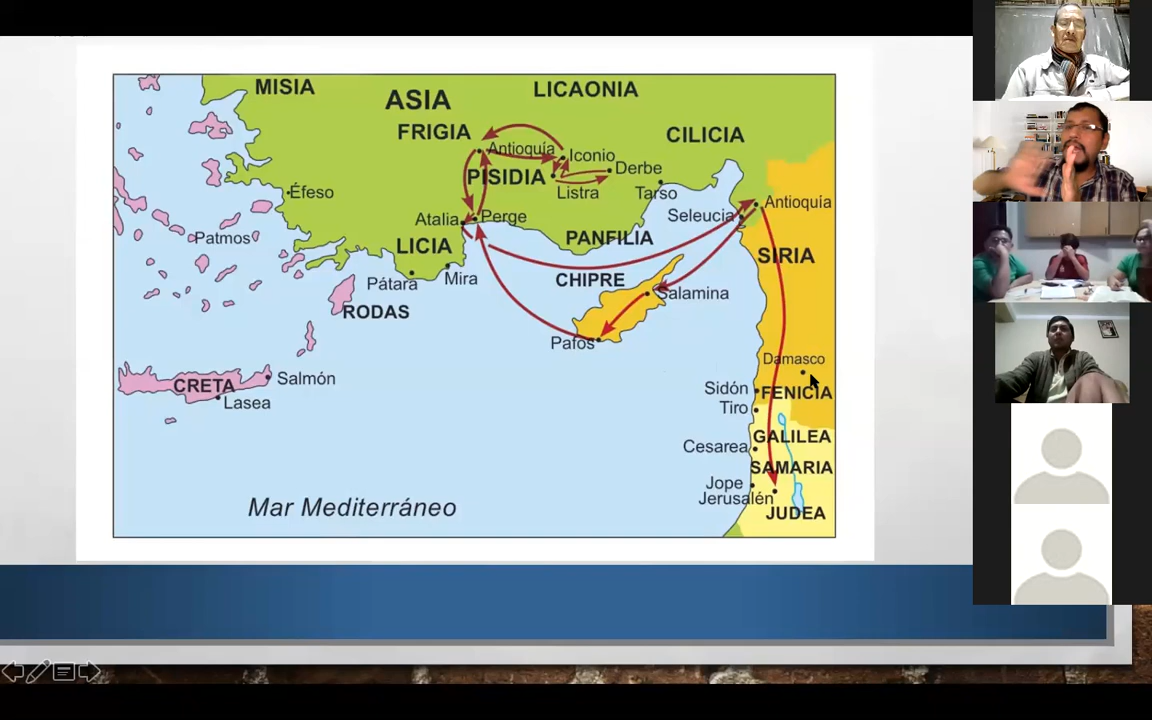 MISIA
ASIA
LICAONIA
FRIGIA
CILICIA
Antioquía
Iconio
PISIDIA
Derbe
Listra
Tarso
Éfeso
Antioquía
Atalia
Perge
Seleucia
Patmos
LICIA
PANFILIA
SIRIA
Pátara
Mira
CHIPRE
Salamina
RODAS
Pafos
Damasco
CRETA
Salmón
Sidón
FENICIA
Lasea
Tiro
GALILEA
Cesarea
SAMARIA
Jope
Jerusalén
Mar Mediterráneo
JUDEA